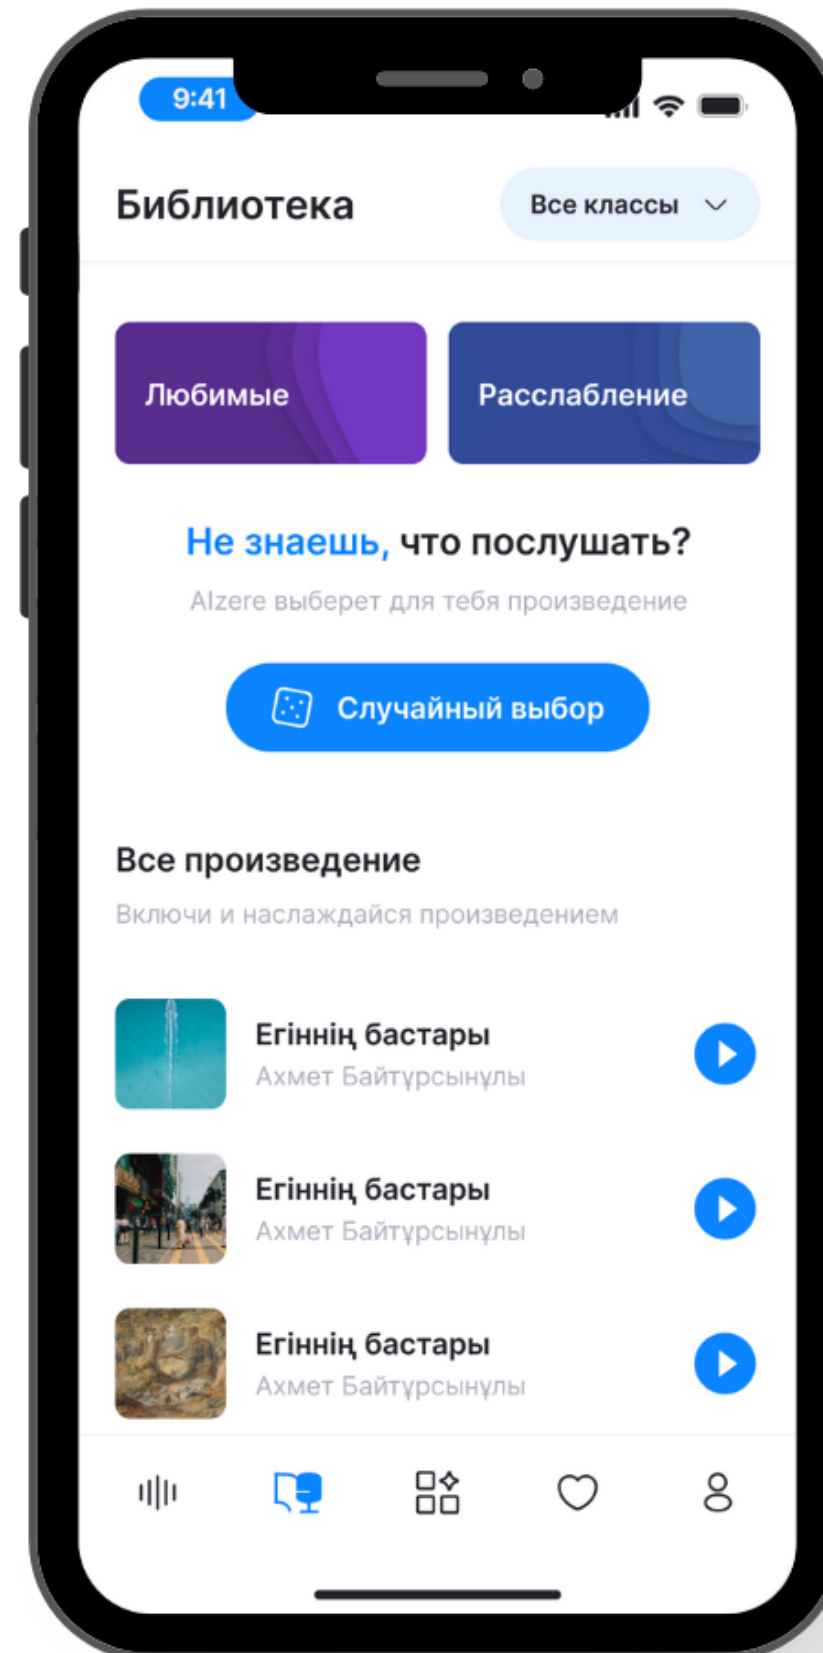 9:41
Библиотека
Все классы
Любимые
Расслабление
Не знаешь, что послушать?
AIzere выберет для тебя произведение
Случайный выбор
Все произведение
Включи и наслаждайся произведением
Егіннің бастары
Ахмет Байтұрсынұлы
Егіннің бастары
Ахмет Байтұрсынұлы
Егіннің бастары
Ахмет Байтұрсынұлы